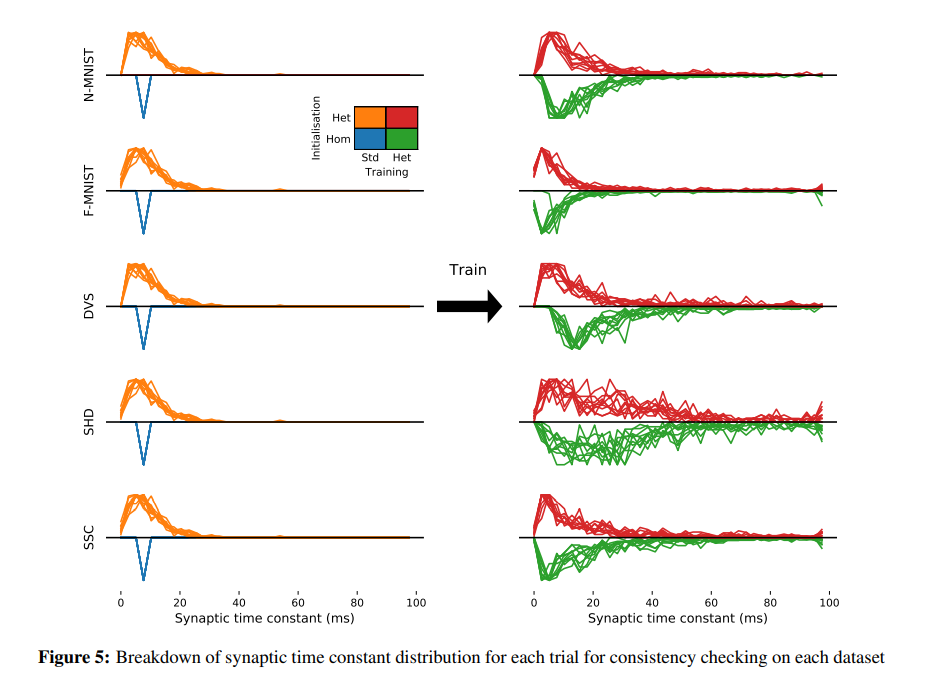 N-MNIST
Initialisation
Het
Hom
Std Het
Training
F-MNIST
Train
DVS
SHD
SSC
0 20 40 60 80 100
Synaptic time constant (ms)
0 20 40 60 80 100
Synaptic time constant (ms)
Figure 5: Breakdown of synaptic time constant distribution for each trial for consistency checking on each dataset